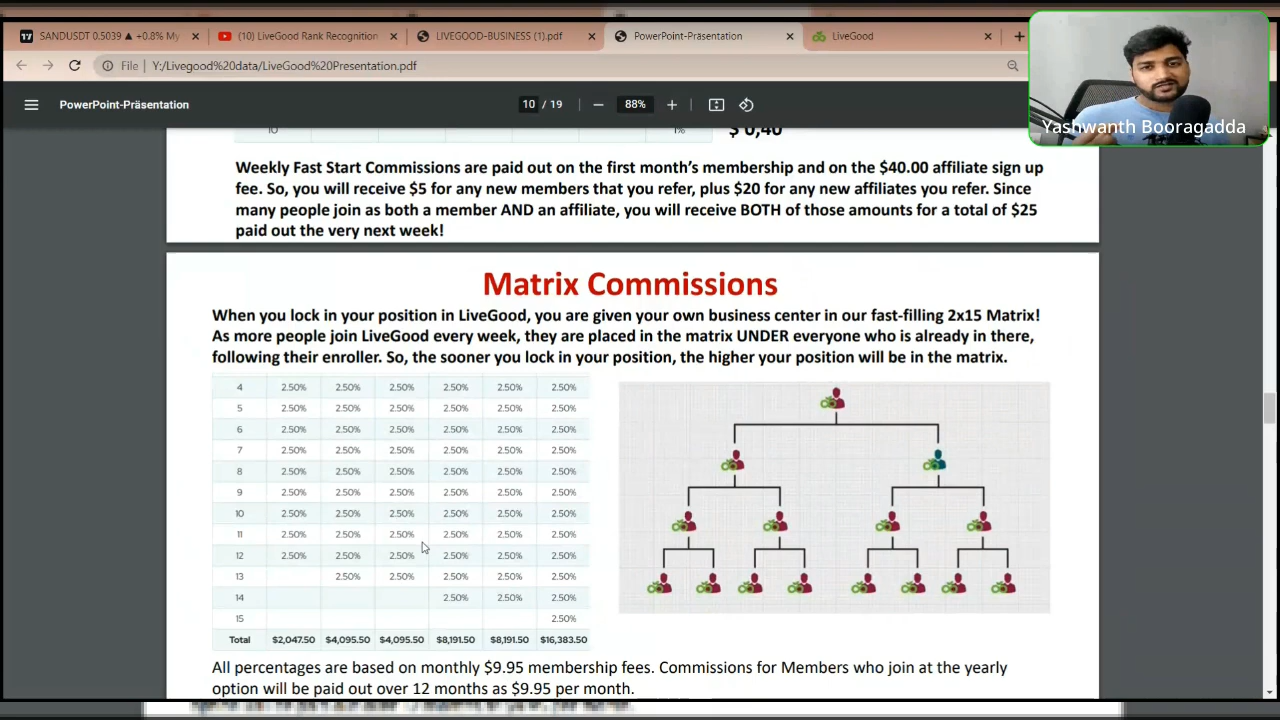 SANDUSDT 0.5039 ▲ +0.8% My
(10) LiveGood Rank Recognition
LIVEGOOD-BUSINESS (1).pdf
PowerPoint-Präsentation
LiveGood
File
Y:/Livegood%20data/LiveGood%20Presentation.pdf
PowerPoint-Präsentation
10 / 19
88%
Yashwanth Booragadda
10
1%
$ 0,40
Weekly Fast Start Commissions are paid out on the first month's membership and on the $40.00 affiliate sign up
fee. So, you will receive $5 for any new members that you refer, plus $20 for any new affiliates you refer. Since
many people join as both a member AND an affiliate, you will receive BOTH of those amounts for a total of $25
paid out the very next week!
Matrix Commissions
When you lock in your position in LiveGood, you are given your own business center in our fast-filling 2x15 Matrix!
As more people join LiveGood every week, they are placed in the matrix UNDER everyone who is already in there,
following their enroller. So, the sooner you lock in your position, the higher your position will be in the matrix.
4 2.50% 2.50% 2.50% 2.50% 2.50% 2.50%
5 2.50% 2.50% 2.50% 2.50% 2.50% 2.50%
6 2.50% 2.50% 2.50% 2.50% 2.50% 2.50%
7 2.50% 2.50% 2.50% 2.50% 2.50% 2.50%
8 2.50% 2.50% 2.50% 2.50% 2.50% 2.50%
9 2.50% 2.50% 2.50% 2.50% 2.50% 2.50%
10 2.50% 2.50% 2.50% 2.50% 2.50% 2.50%
11 2.50% 2.50% 2.50% 2.50% 2.50% 2.50%
12 2.50% 2.50% 2.50% 2.50% 2.50% 2.50%
13 2.50% 2.50% 2.50% 2.50% 2.50%
14 2.50% 2.50% 2.50%
15 2.50%
Total $2,047.50 $4,095.50 $4,095.50 $8,191.50 $8,191.50 $16,383.50
All percentages are based on monthly $9.95 membership fees. Commissions for Members who join at the yearly
option will be paid out over 12 months as $9.95 per month.